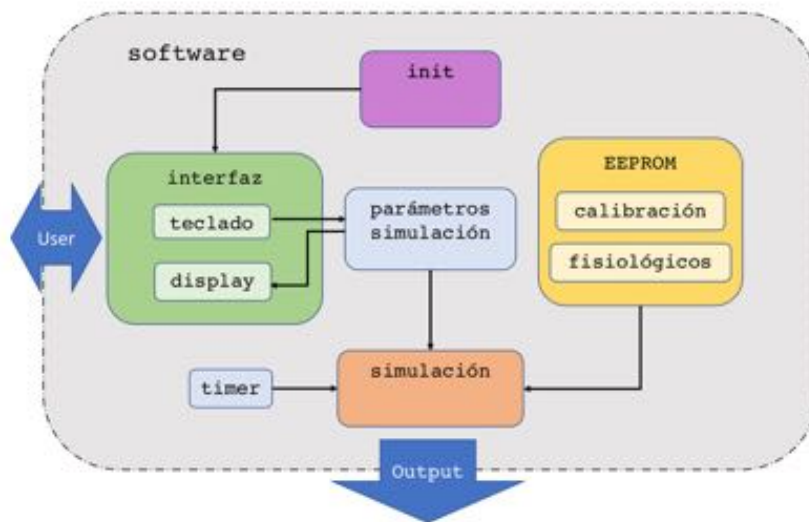 software
init
interfaz
EEPROM
teclado
parámetros
simulación
calibración
User
display
fisiológicos
timer
simulación
Output